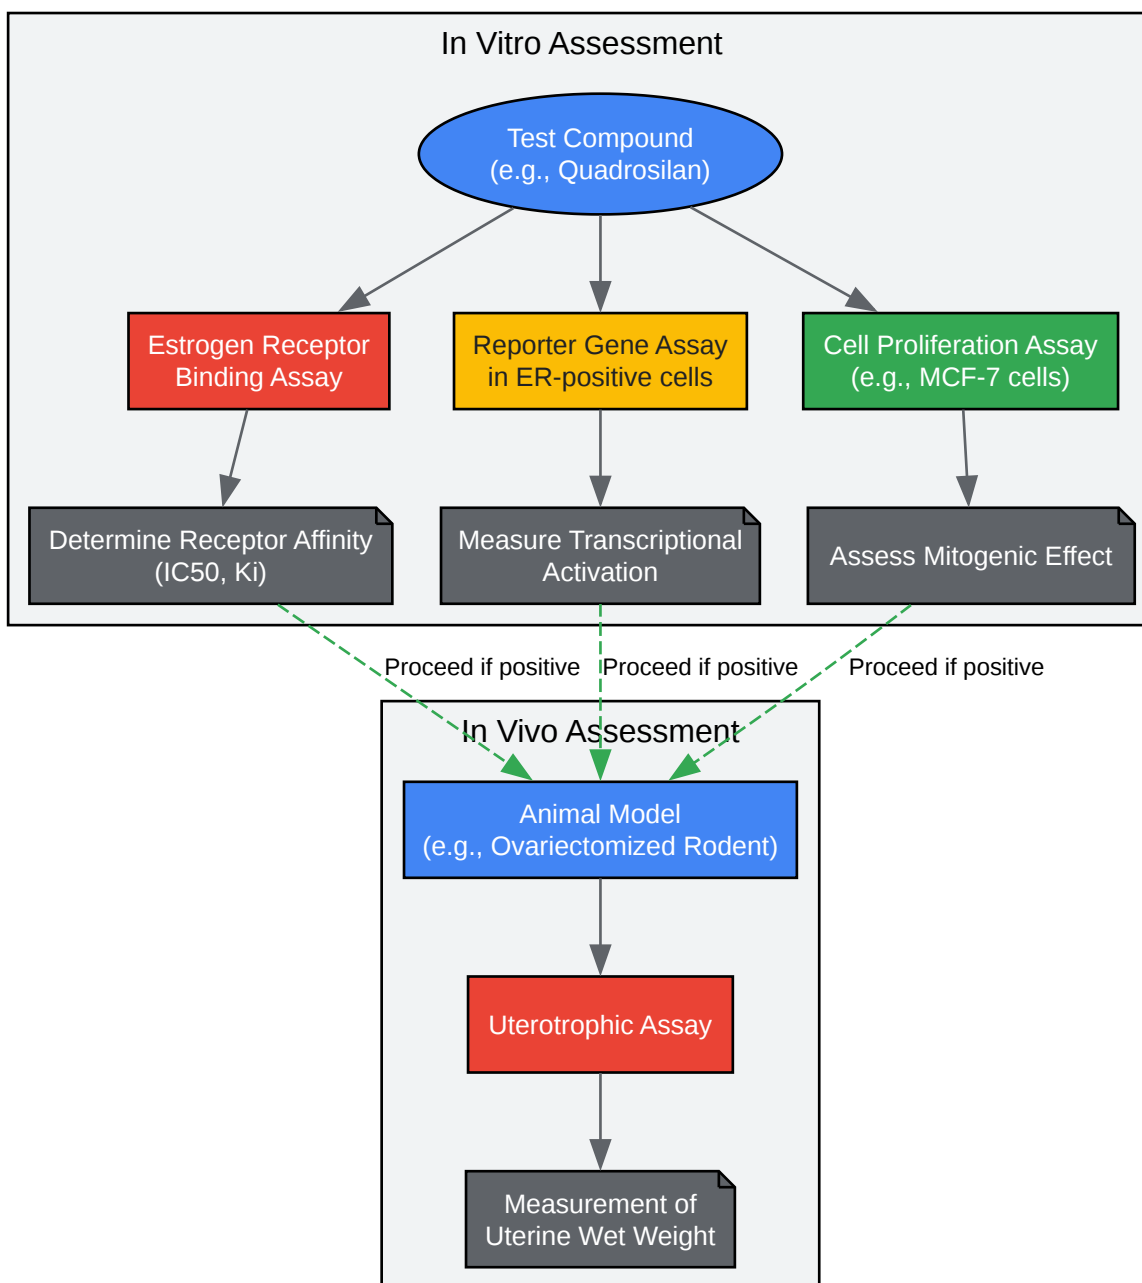 In Vitro Assessment
Test Compound
(e.g., Quadrosilan)
Estrogen Receptor
Binding Assay
Reporter Gene Assay
in ER-positive cells
Cell Proliferation Assay
(e.g., MCF-7 cells)
Determine Receptor Affinity
(IC50, Ki)
Measure Transcriptional
Activation
Assess Mitogenic Effect
Proceed if positive
Proceed if positive
Proceed if positive
In Vivo Assessment
Animal Model
(e.g., Ovariectomized Rodent)
Uterotrophic Assay
Measurement of
Uterine Wet Weight